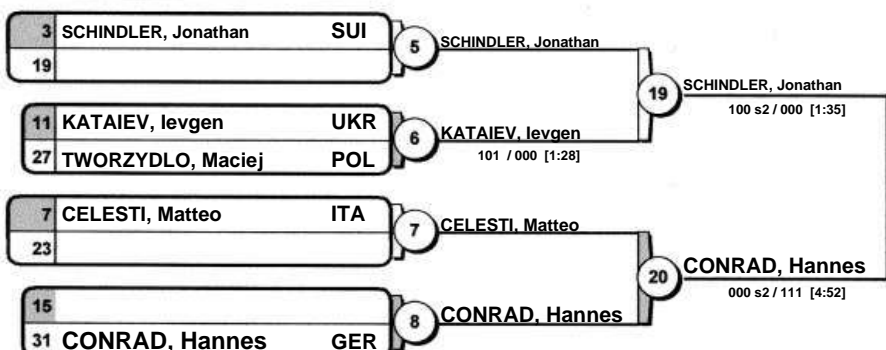 3 SCHINDLER, Jonathan SUI
19
5
SCHINDLER, Jonathan
11 KATAIEV, Ievgen UKR
27 TWORZYDLO, Maciej POL
6
KATAIEV, Ievgen
101 / 000 [1:28]
19
SCHINDLER, Jonathan
100 s2 / 000 [1:35]
7 CELESTI, Matteo ITA
23
7
CELESTI, Matteo
15
31 CONRAD, Hannes GER
8
CONRAD, Hannes
20
CONRAD, Hannes
000 s2 / 111 [4:52]